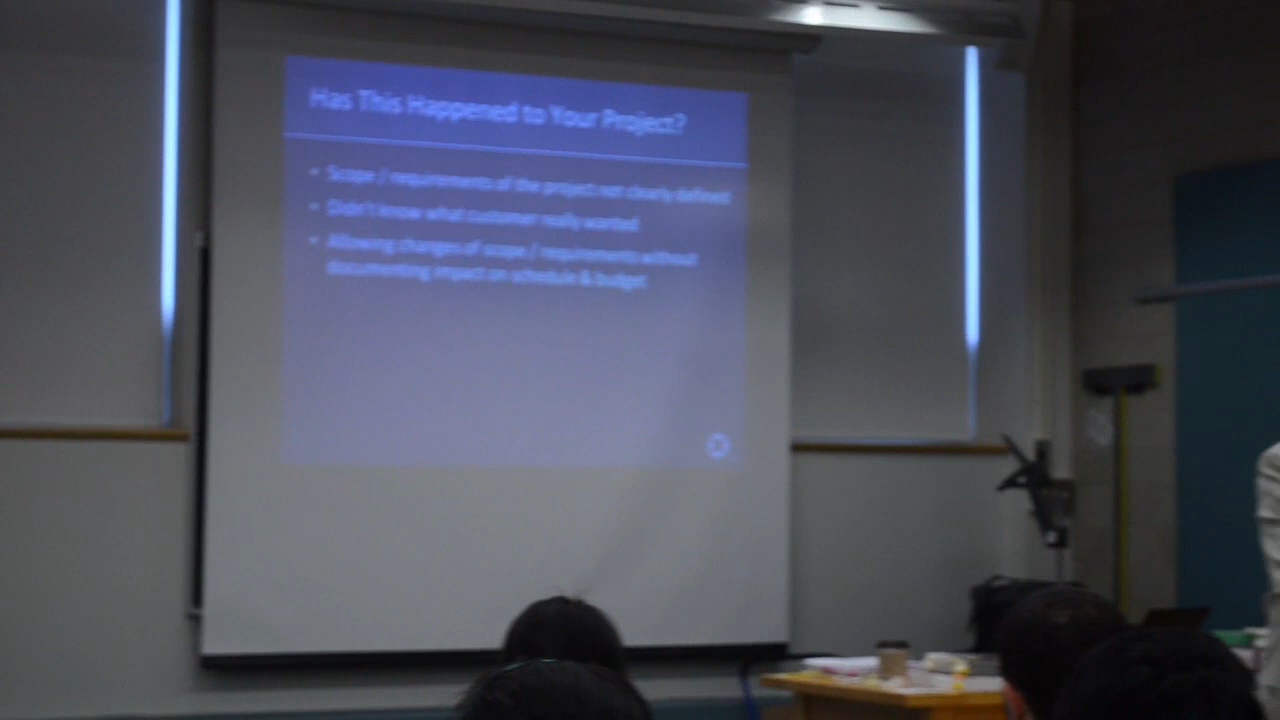 Has This Happened to Your Project?
• Scope / requirements of the project not clearly defined
• Didn't know what customer really wanted
• Allowing changes of scope / requirements without
documenting impact on schedule & budget